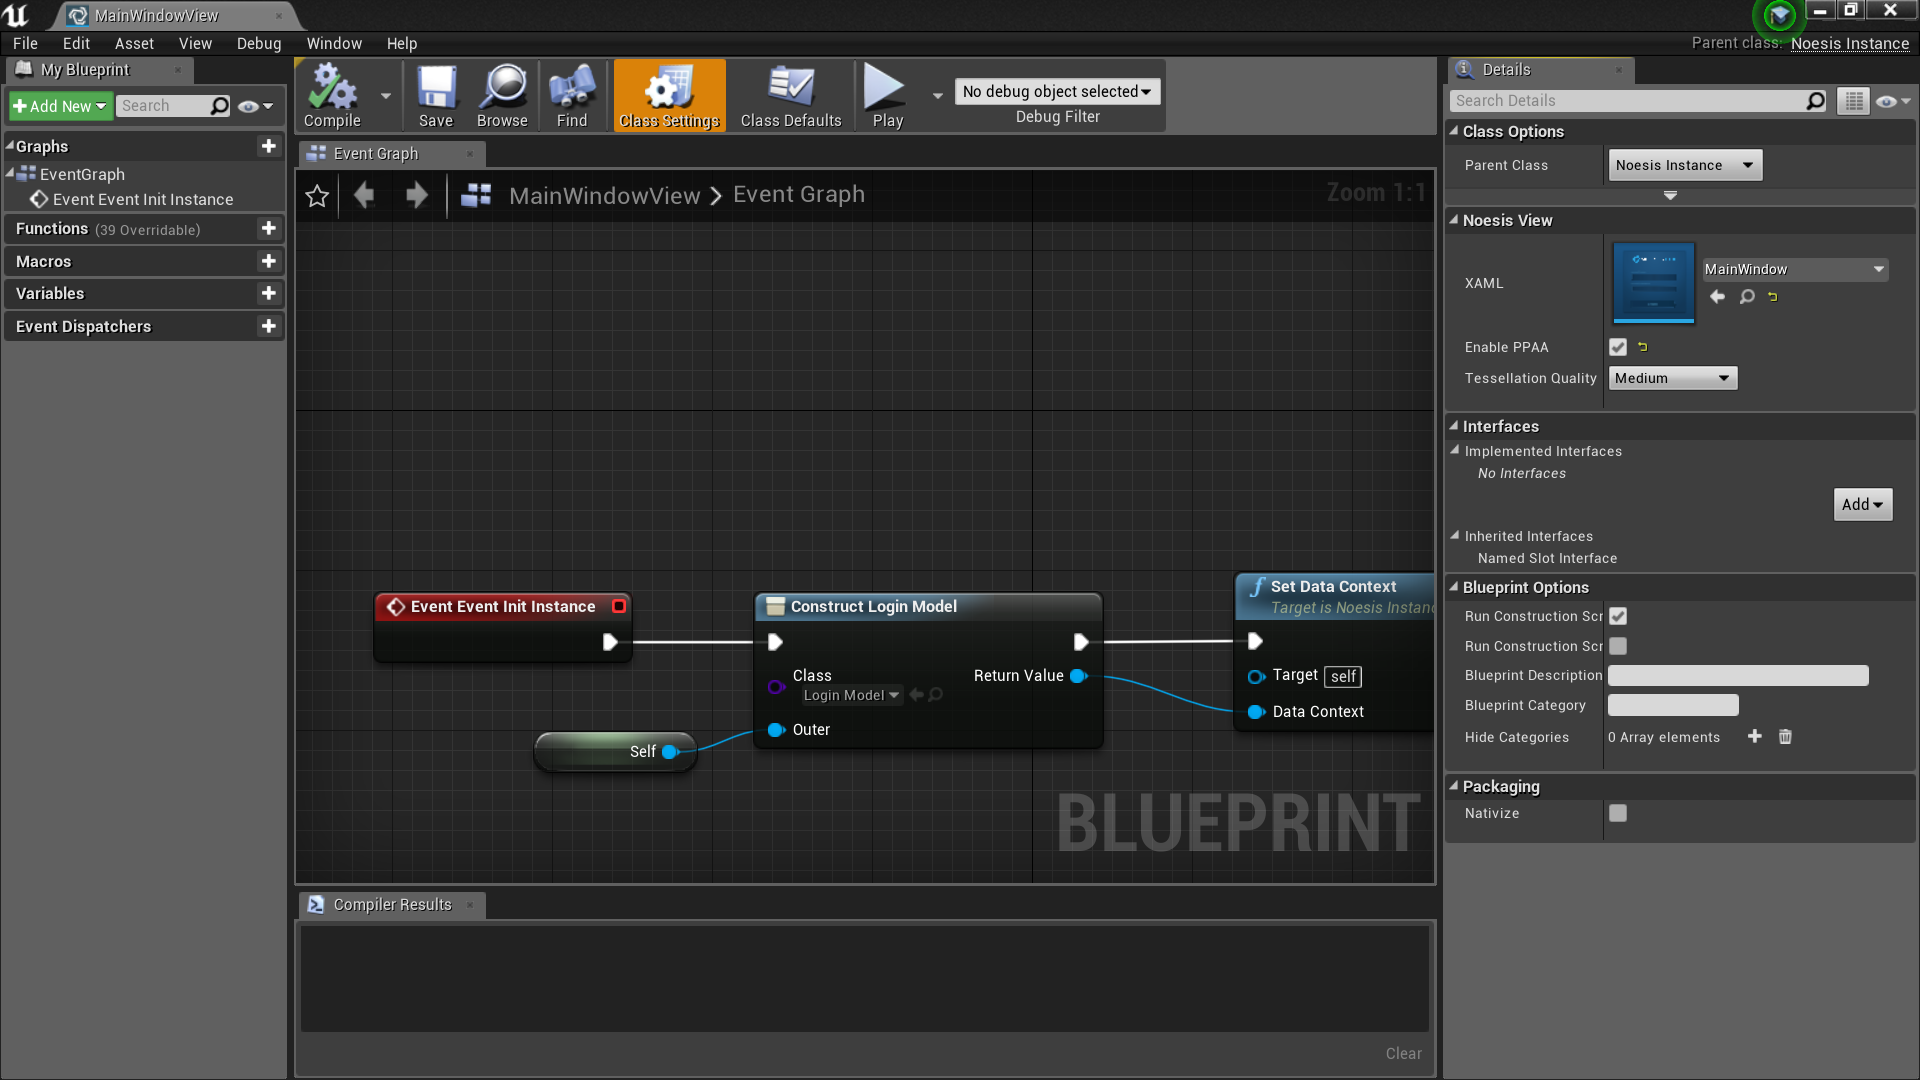 MainWindowView
File Edit Asset View Debug Window Help
Parent class: Noesis Instance
My Blueprint
Add New Search
Graphs
EventGraph
Event Event Init Instance
Functions (39 Overridable)
Macros
Variables
Event Dispatchers
Compile Save Browse Find Class Settings Class Defaults Play
No debug object selected
Debug Filter
Event Graph
MainWindowView > Event Graph
Zoom 1:1
Event Event Init Instance
Construct Login Model
Class
Login Model
Return Value
Outer
Self
Set Data Context
Target is Noesis Instanc
Target self
Data Context
BLUEPRINT
Compiler Results
Clear
Details
Search Details
Class Options
Parent Class Noesis Instance
Noesis View
XAML MainWindow
Enable PPAA
Tessellation Quality Medium
Interfaces
Implemented Interfaces
No Interfaces
Add
Inherited Interfaces
Named Slot Interface
Blueprint Options
Run Construction Scr
Run Construction Scr
Blueprint Description
Blueprint Category
Hide Categories 0 Array elements
Packaging
Nativize